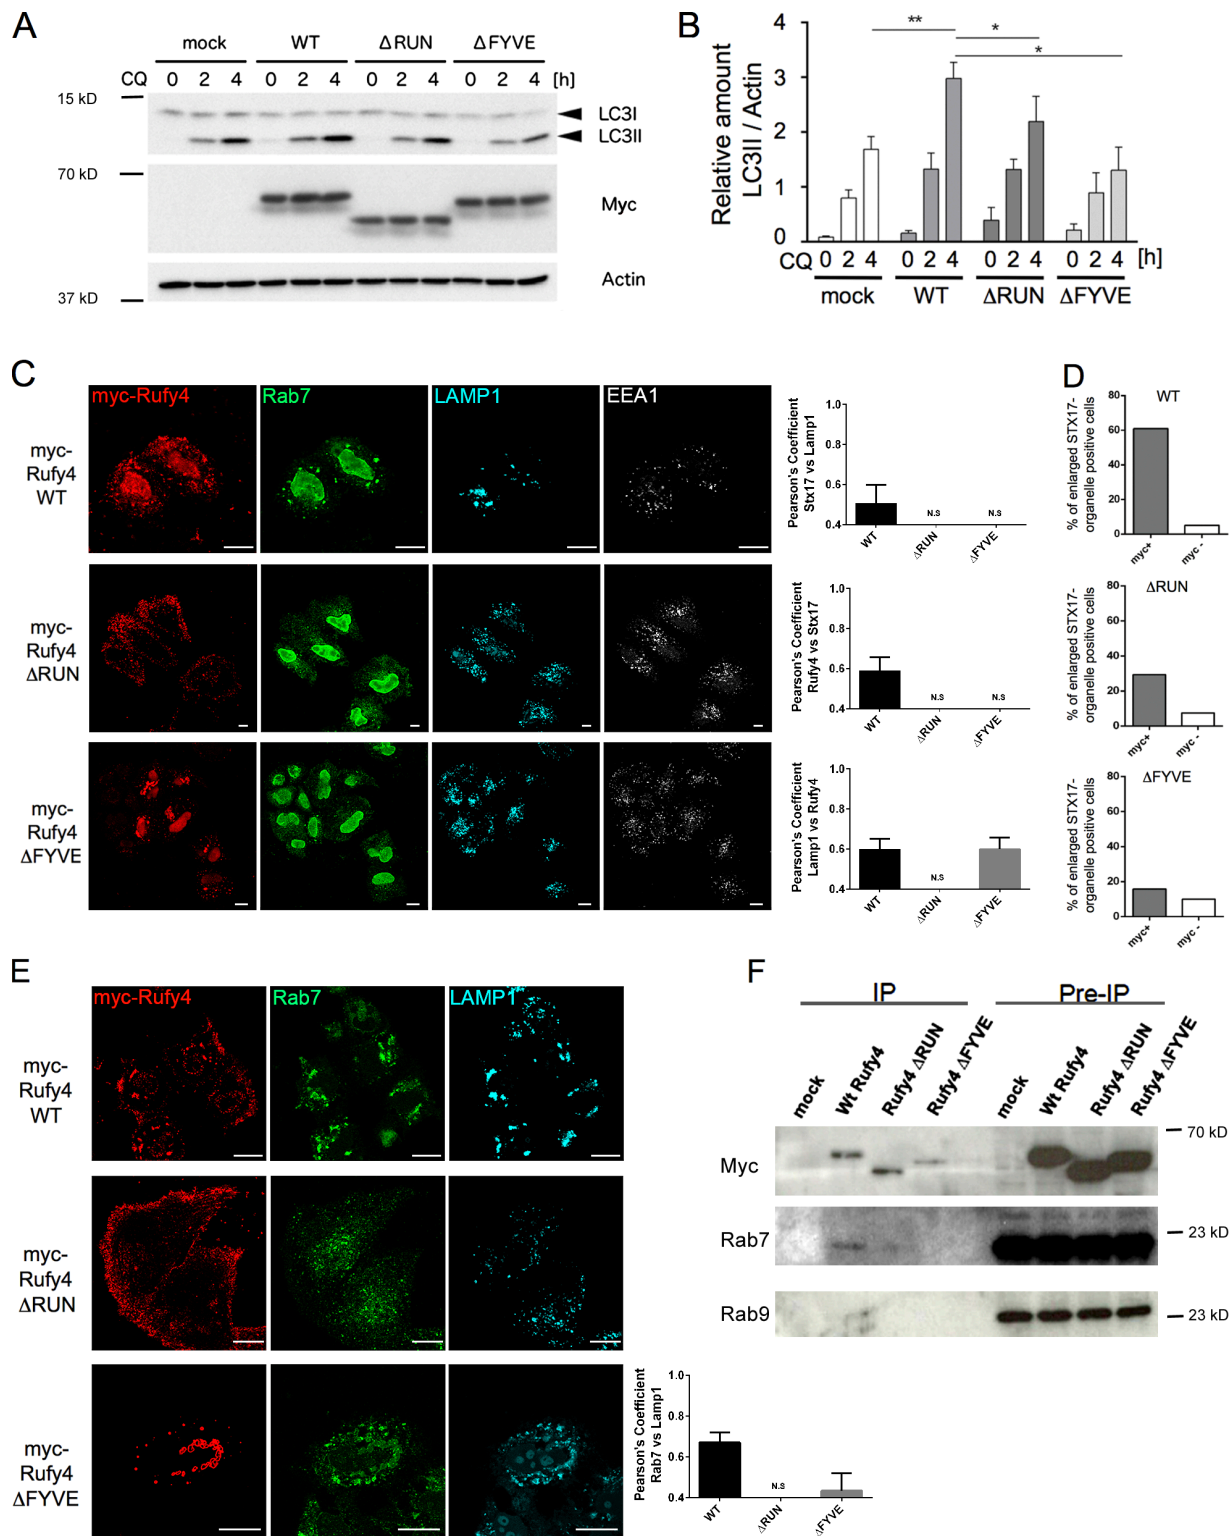 A
mock WT ΔRUN ΔFYVE
CQ 0 2 4 0 2 4 0 2 4 0 2 4 [h]
15 kD
LC3I
LC3II
70 kD
Myc
Actin
37 kD
B
** * *
Relative amount
LC3II / Actin
4
3
2
1
0
CQ 0 2 4 0 2 4 0 2 4 0 2 4 [h]
mock WT ΔRUN ΔFYVE
C
myc-Rufy4 Rab7 LAMP1 EEA1
myc-
Rufy4
WT
myc-
Rufy4
ΔRUN
myc-
Rufy4
ΔFYVE
Pearson's Coefficient
Stx17 vs Lamp1
1.0
0.8
0.6
0.4
N.S N.S
WT ΔRUN ΔFYVE
Pearson's Coefficient
Rufy4 vs Stx17
1.0
0.8
0.6
0.4
N.S N.S
WT ΔRUN ΔFYVE
Pearson's Coefficient
Lamp1 vs Rufy4
1.0
0.8
0.6
0.4
N.S
WT ΔRUN ΔFYVE
D
WT
% of enlarged STX17-
organelle positive cells
80
60
40
20
0
myc+ myc -
ΔRUN
% of enlarged STX17-
organelle positive cells
80
60
40
20
0
myc+ myc -
ΔFYVE
% of enlarged STX17-
organelle positive cells
80
60
40
20
0
myc+ myc -
E
myc-Rufy4 Rab7 LAMP1
myc-
Rufy4
WT
myc-
Rufy4
ΔRUN
myc-
Rufy4
ΔFYVE
Pearson's Coefficient
Rab7 vs Lamp1
1.0
0.8
0.6
0.4
N.S
WT ΔRUN ΔFYVE
F
IP Pre-IP
mock Wt Rufy4 Rufy4 ΔRUN Rufy4 ΔFYVE mock Wt Rufy4 Rufy4 ΔRUN Rufy4 ΔFYVE
70 kD
Myc
Rab7
23 kD
Rab9
23 kD